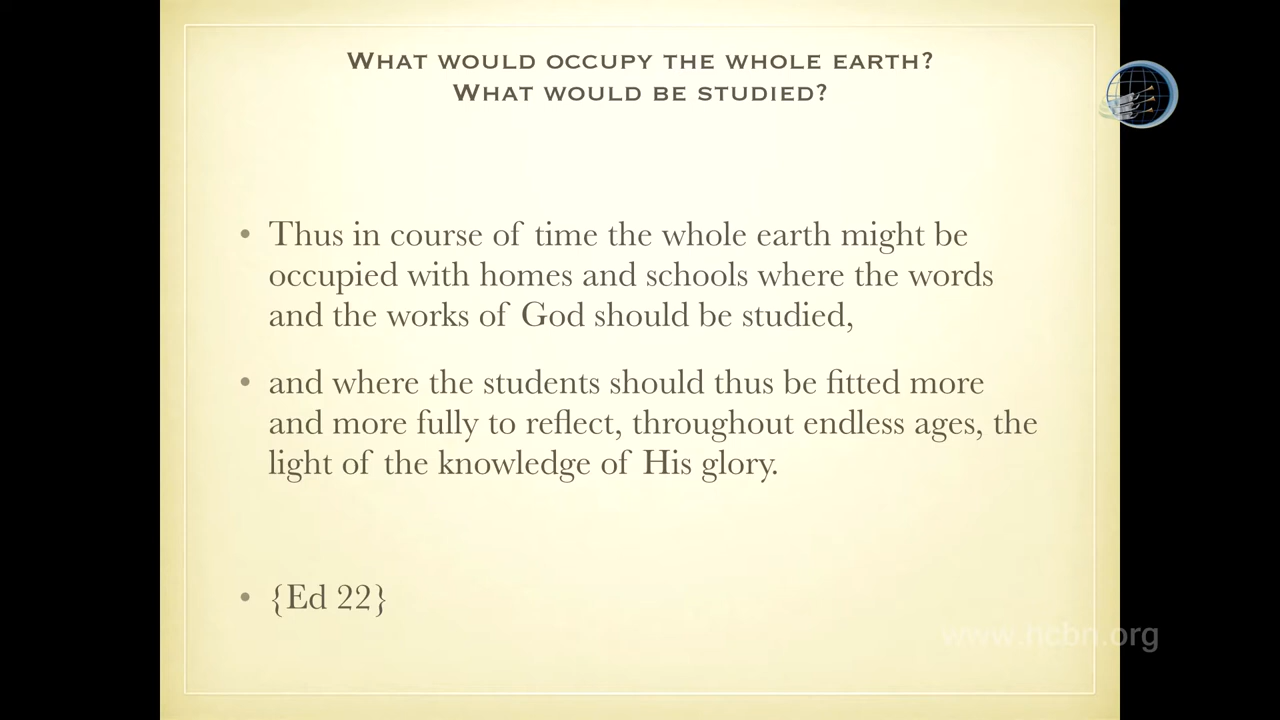 WHAT WOULD OCCUPY THE WHOLE EARTH?
WHAT WOULD BE STUDIED?
• Thus in course of time the whole earth might be
occupied with homes and schools where the words
and the works of God should be studied,
• and where the students should thus be fitted more
and more fully to reflect, throughout endless ages, the
light of the knowledge of His glory.
• {Ed 22}
www.ncbn.org